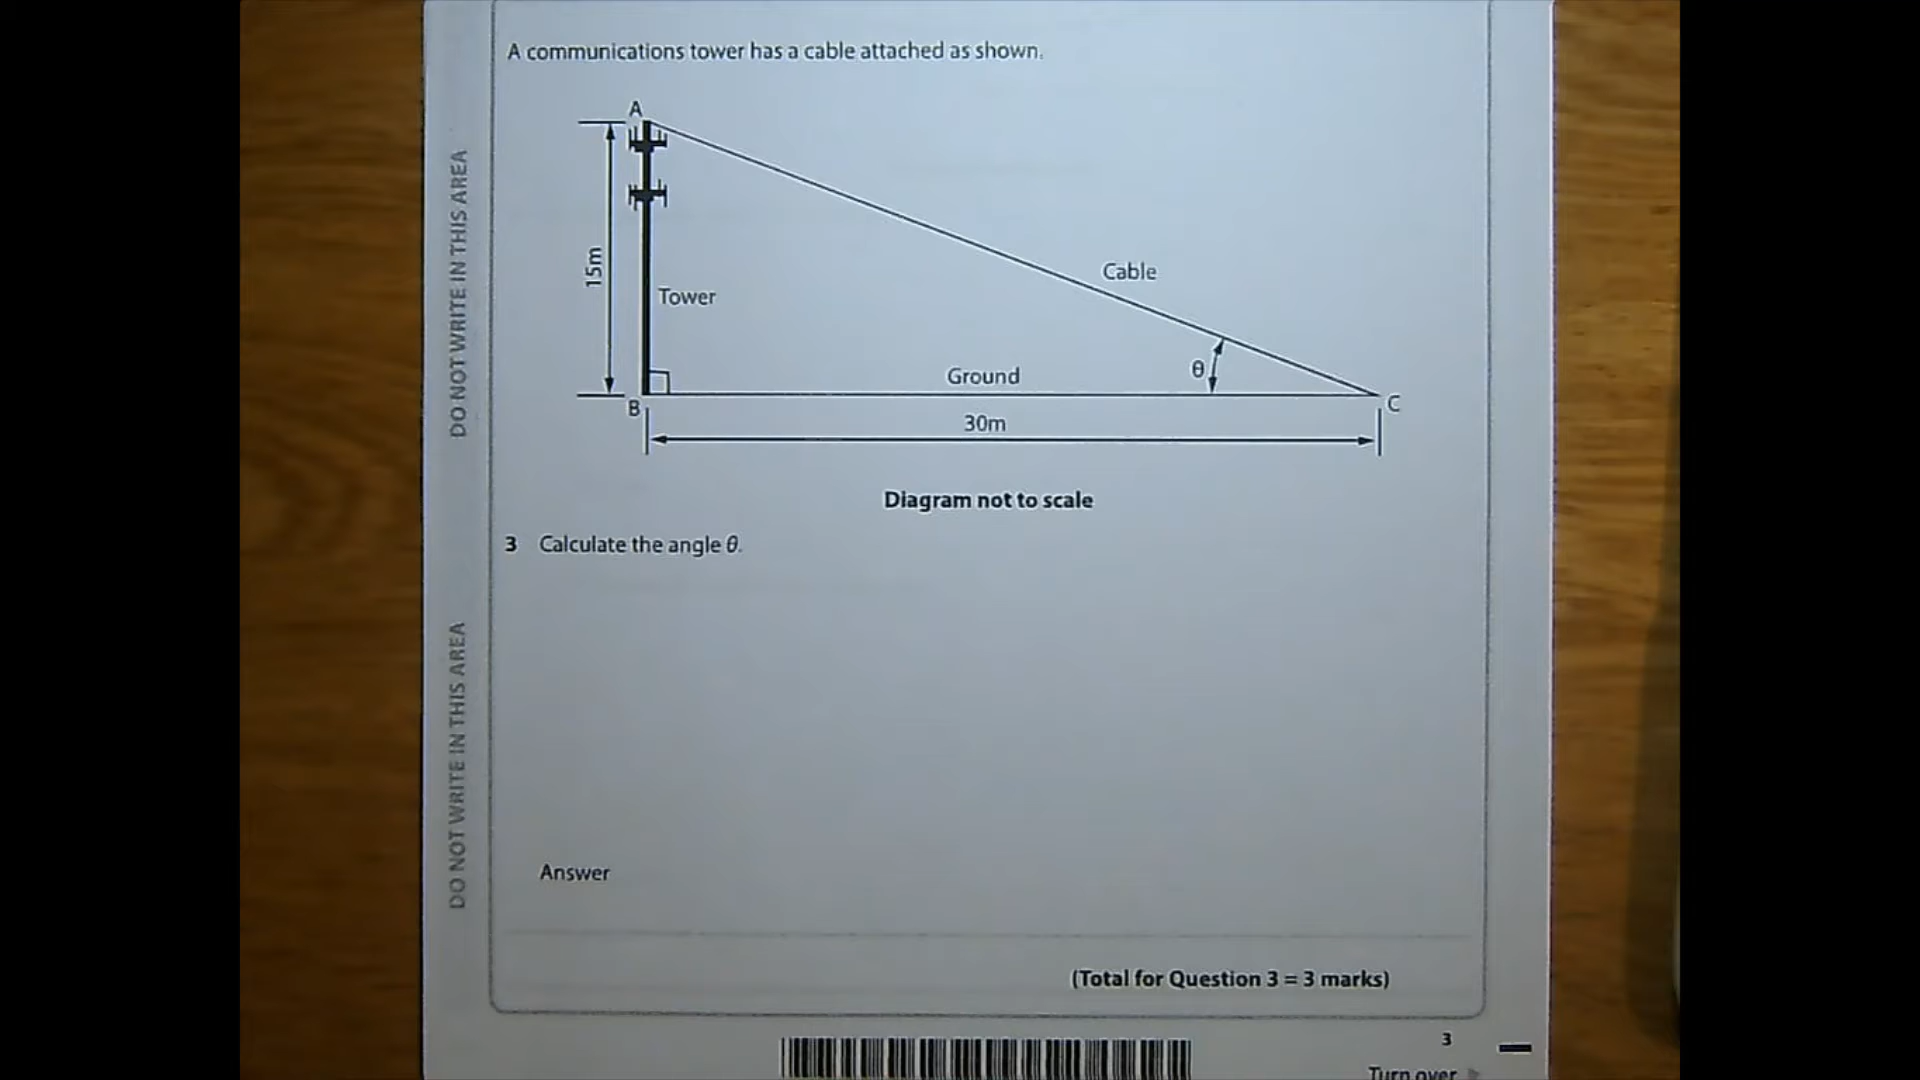 A communications tower has a cable attached as shown.
A
15m
Tower
Cable
Ground
θ
B
C
30m
Diagram not to scale
3 Calculate the angle θ.
Answer
(Total for Question 3 = 3 marks)
3
Turn over
DO NOT WRITE IN THIS AREA
DO NOT WRITE IN THIS AREA